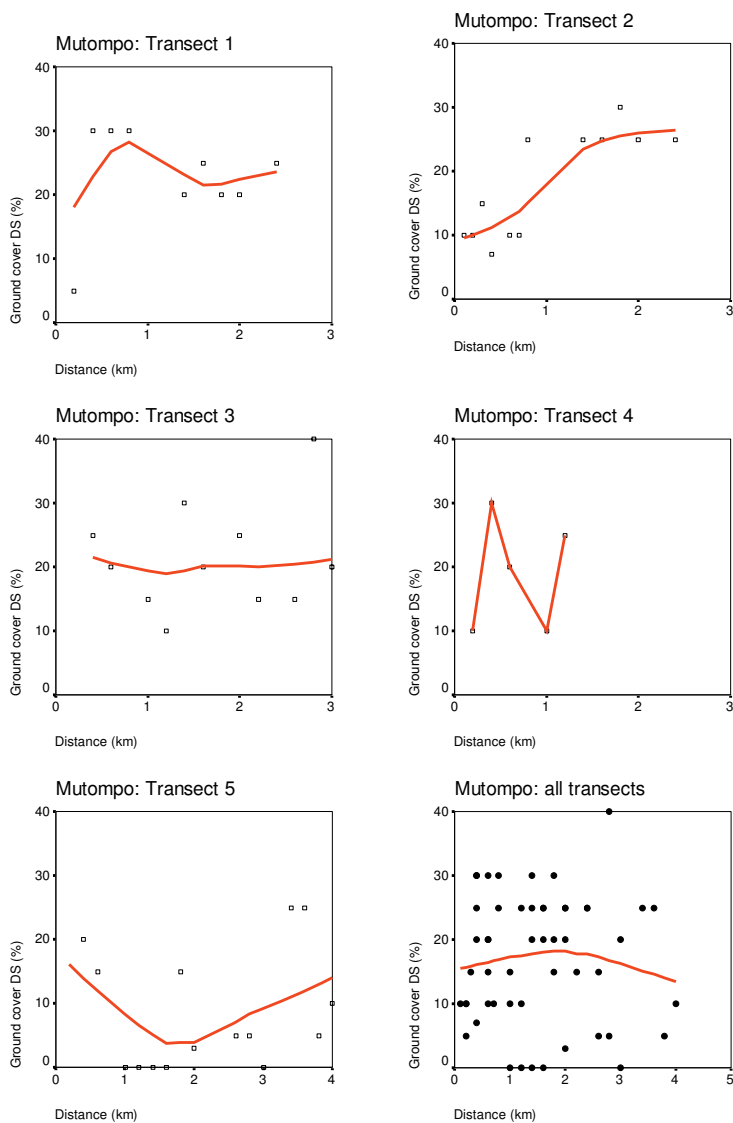 Mutompo: Transect 1
40
30
20
10
0
0 1 2 3
Ground cover DS (%)
Distance (km)
Mutompo: Transect 2
40
30
20
10
0
0 1 2 3
Ground cover DS (%)
Distance (km)
Mutompo: Transect 3
40
30
20
10
0
0 1 2 3
Ground cover DS (%)
Distance (km)
Mutompo: Transect 4
40
30
20
10
0
0 1 2 3
Ground cover DS (%)
Distance (km)
Mutompo: Transect 5
40
30
20
10
0
0 1 2 3 4
Ground cover DS (%)
Distance (km)
Mutompo: all transects
40
30
20
10
0
0 1 2 3 4 5
Ground cover DS (%)
Distance (km)